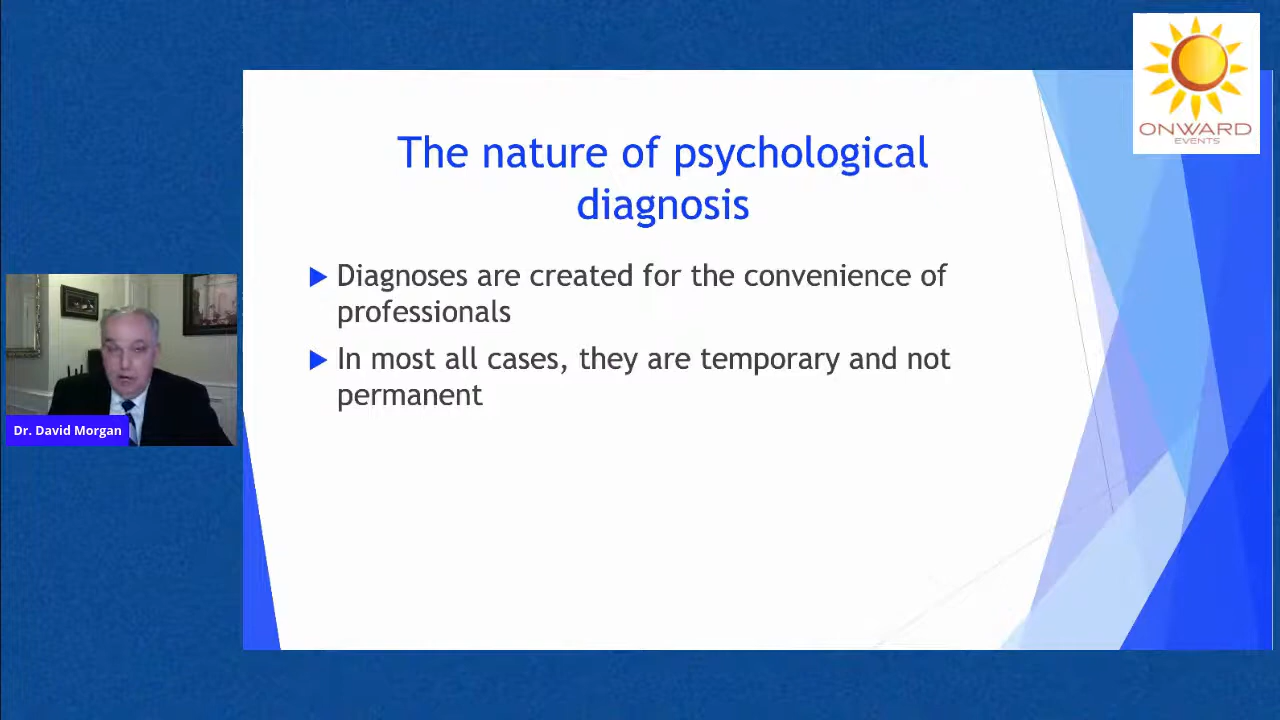 ONWARD
EVENTS
The nature of psychological
diagnosis
Diagnoses are created for the convenience of
professionals
In most all cases, they are temporary and not
permanent
Dr. David Morgan